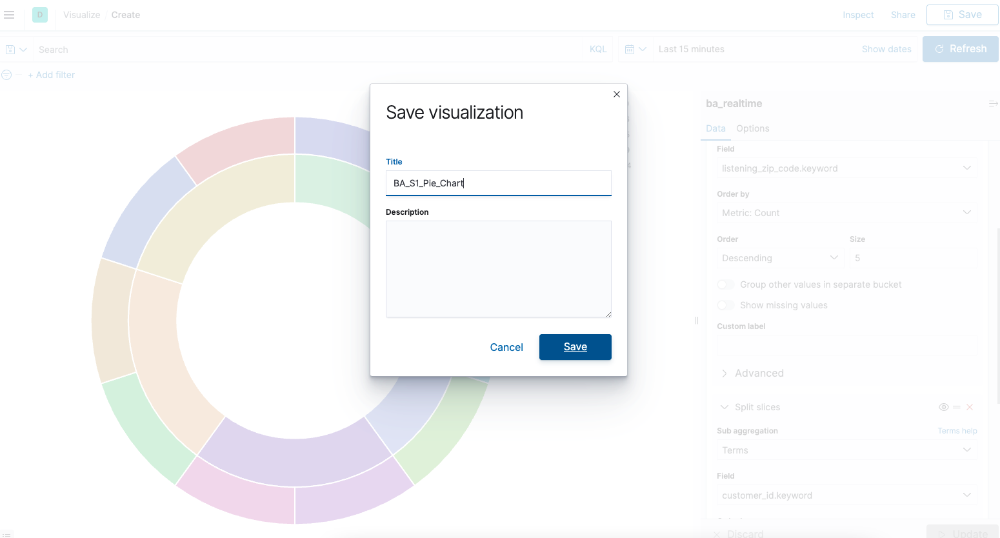 D Visualize / Create Inspect Share Save
Search KQL Last 15 minutes Show dates Refresh
+ Add filter
Save visualization
Title
BA_S1_Pie_Chart
Description
Cancel Save
ba_realtime
Data Options
Field
listening_zip_code.keyword
Order by
Metric: Count
Order Size
Descending 5
Group other values in separate bucket
Show missing values
Custom label
Advanced
Split slices
Sub aggregation Terms help
Terms
Field
customer_id.keyword
Discard Update